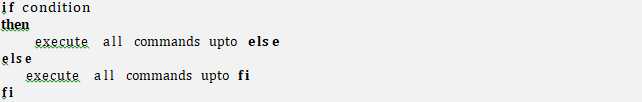 if condition
then
execute all commands upto else
else
execute all commands upto fi
fi